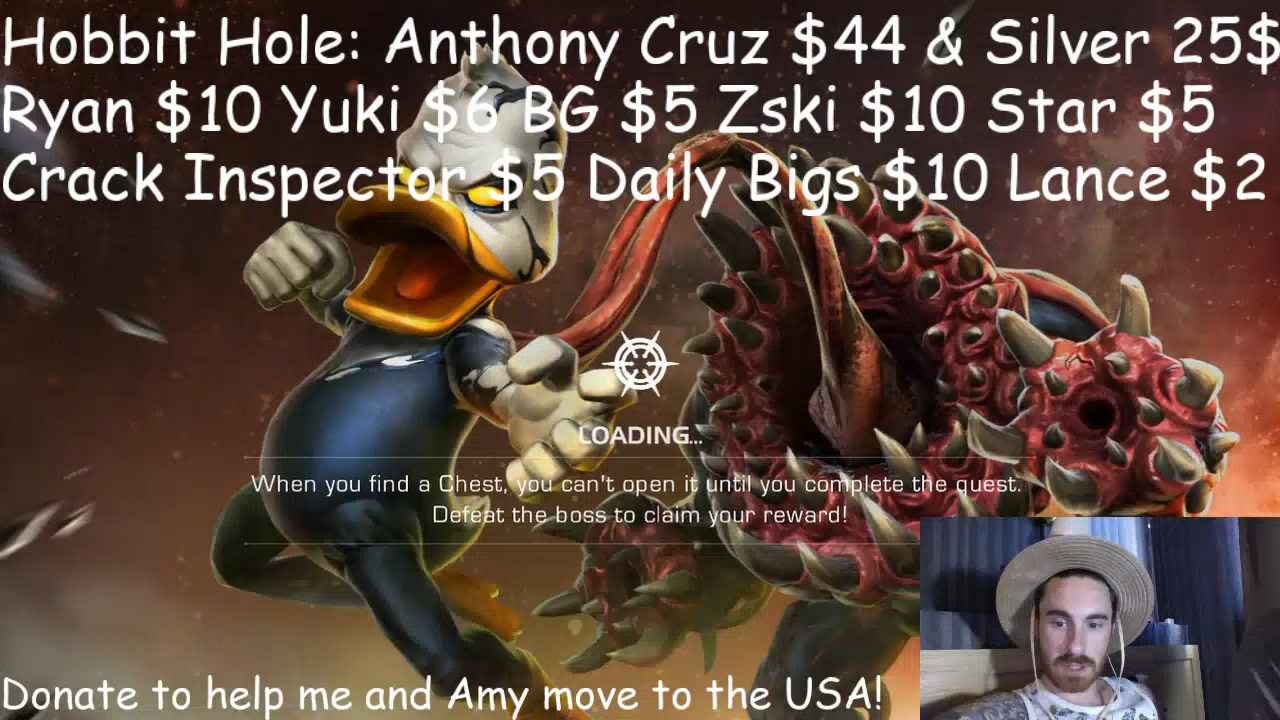 Hobbit Hole: Anthony Cruz $44 & Silver 25$
Ryan $10 Yuki $6 BG $5 Zski $10 Star $5
Crack Inspector $5 Daily Bigs $10 Lance $2
LOADING...
When you find a Chest, you can't open it until you complete the quest.
Defeat the boss to claim your reward!
Donate to help me and Amy move to the USA!